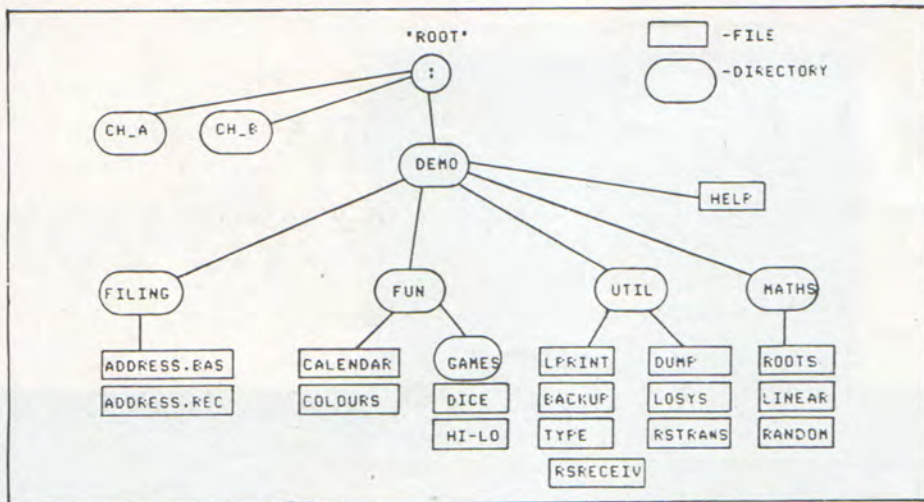 "ROOT"
-FILE
:
-DIRECTORY
CH_A
CH_B
DEMO
HELP
FILING
FUN
UTIL
MATHS
ADDRESS.BAS
CALENDAR
GAMES
LPRINT
DUMP
ROOTS
ADDRESS.REC
COLOURS
DICE
BACKUP
LOSYS
LINEAR
HI-LO
TYPE
RSTRANS
RANDOM
RSRECEIV